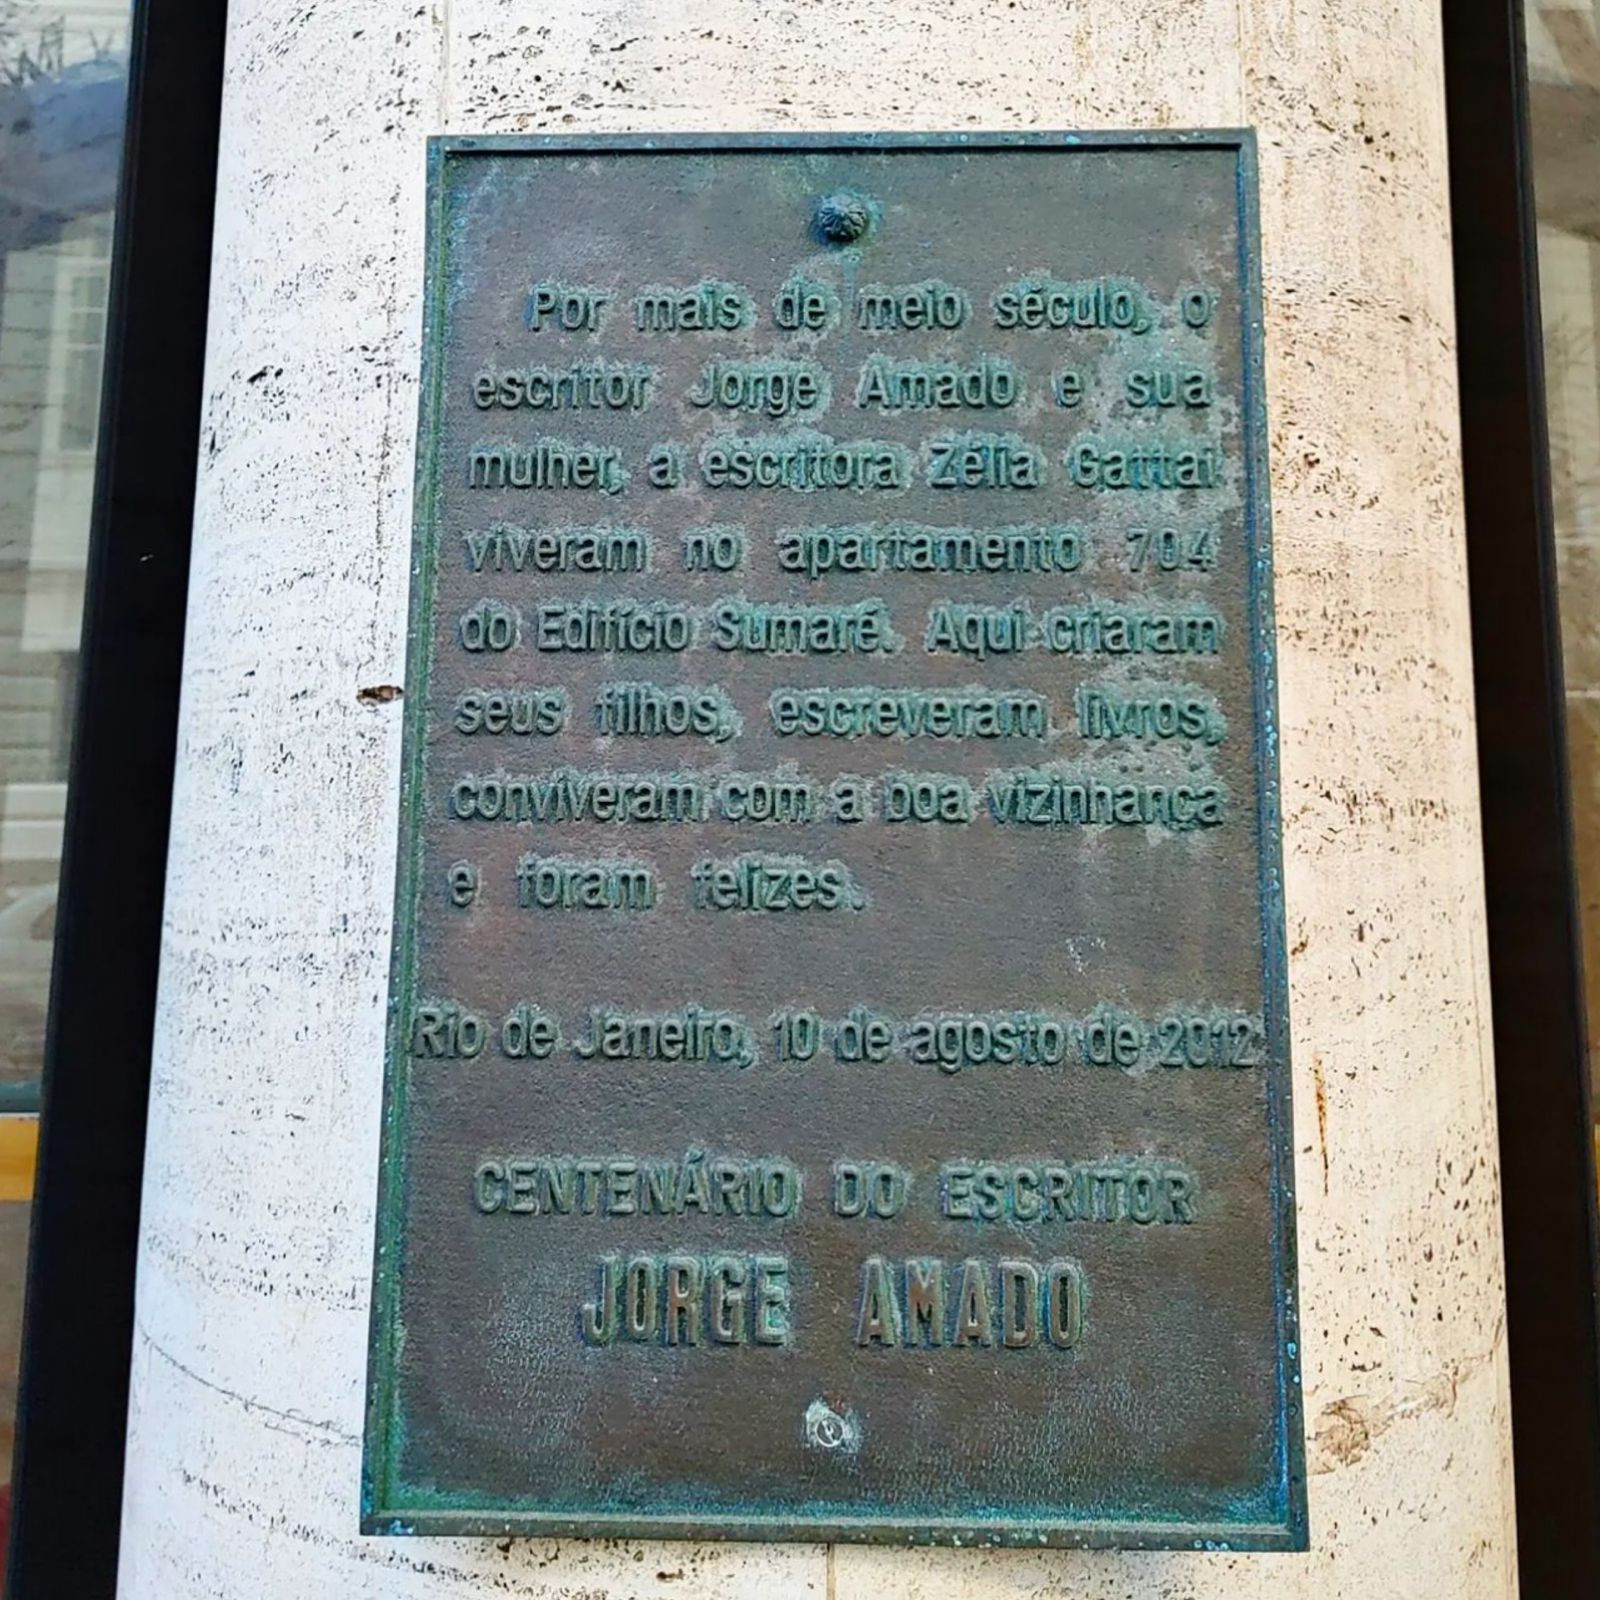 Por mais de meio século, o
escritor Jorge Amado e sua
mulher, a escritora Zélia Gattai
viveram no apartamento 704
do Edifício Sumaré. Aqui criaram
seus filhos, escreveram livros,
conviveram com a boa vizinhança
e foram felizes.
Rio de Janeiro, 10 de agosto de 2012
CENTENÁRIO DO ESCRITOR
JORGE AMADO